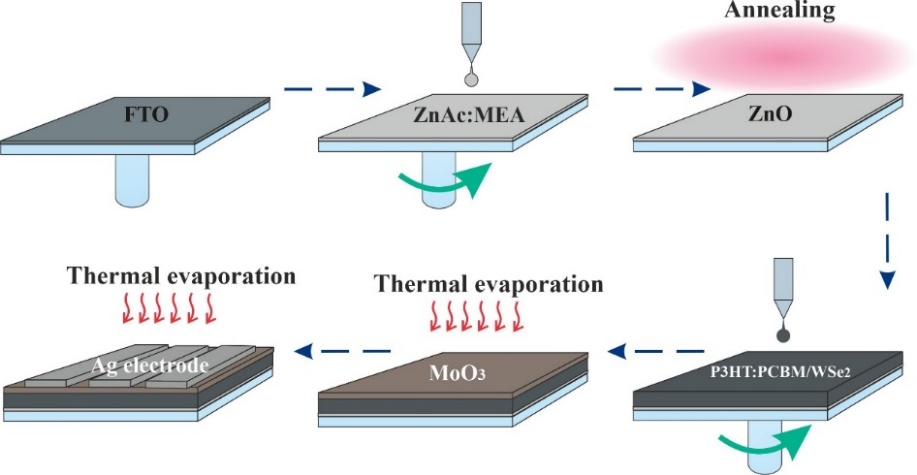 FTO
ZnAc:MEA
Annealing
ZnO
P3HT:PCBM/WSe2
Thermal evaporation
MoO3
Thermal evaporation
Ag electrode